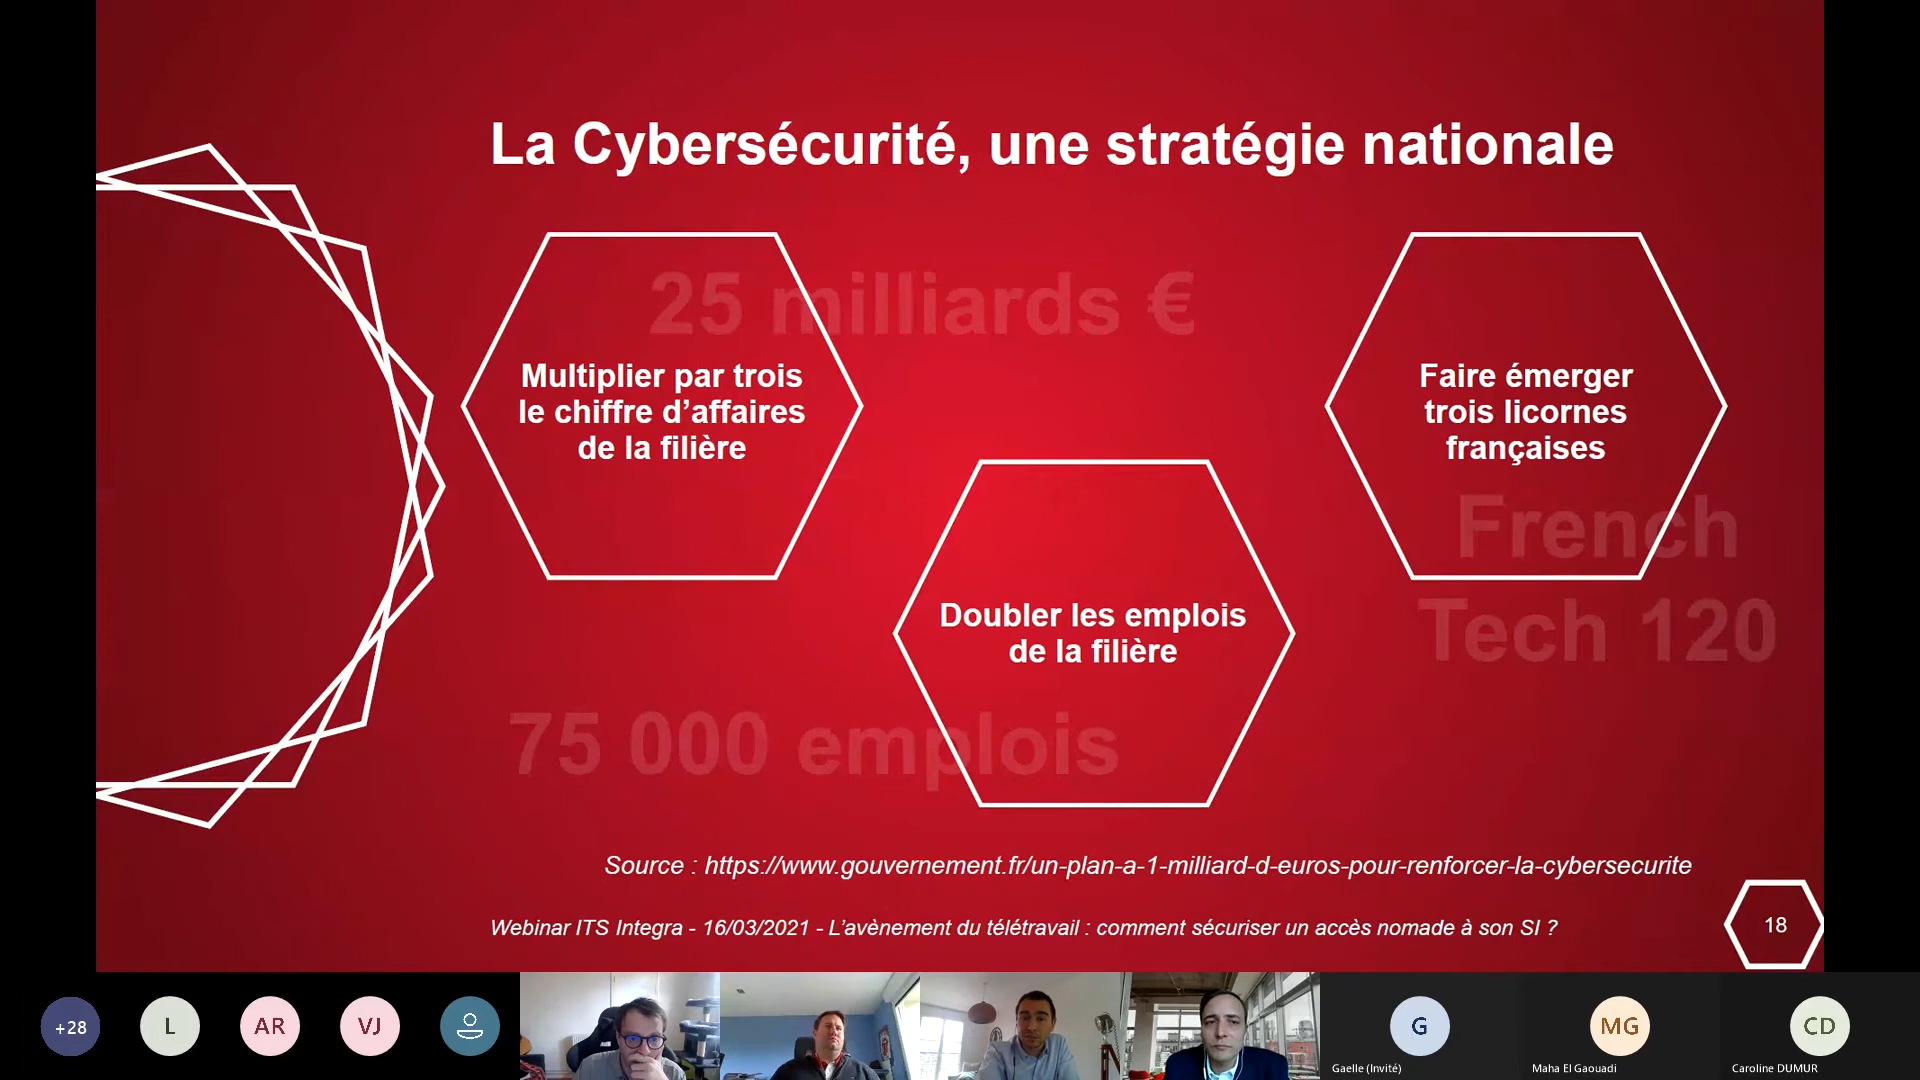 La Cybersécurité, une stratégie nationale
25 milliards €
Multiplier par trois
le chiffre d’affaires
de la filière
Faire émerger
trois licornes
françaises
French
Tech 120
Doubler les emplois
de la filière
75 000 emplois
Source : https://www.gouvernement.fr/un-plan-a-1-milliard-d-euros-pour-renforcer-la-cybersecurite
Webinar ITS Integra - 16/03/2021 - L’avènement du télétravail : comment sécuriser un accès nomade à son SI ?
18
+28
L
AR
VJ
G
Gaelle (Invité)
MG
Maha El Gaouadi
CD
Caroline DUMUR